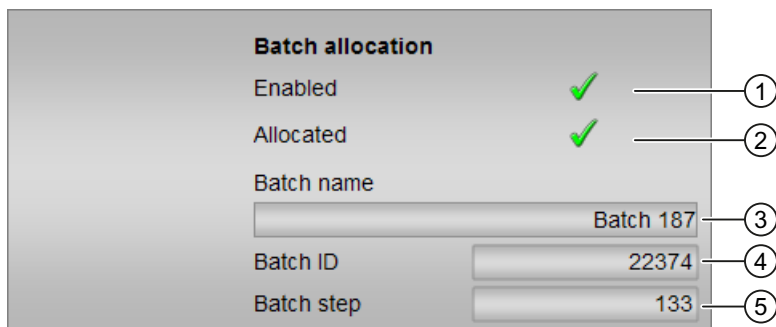 Batch allocation
Enabled ①
Allocated ②
Batch name
Batch 187 ③
Batch ID 22374 ④
Batch step 133 ⑤